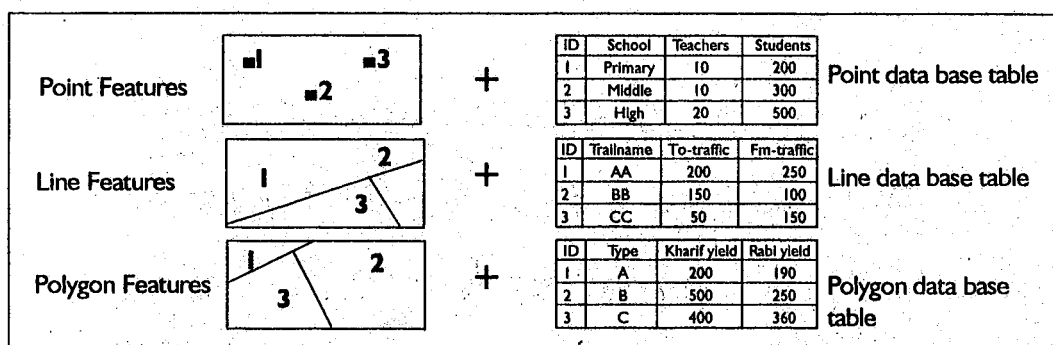 Point Features
1
3
2
+
ID School Teachers Students
1 Primary 10 200
2 Middle 10 300
3 High 20 500
Point data base table
Line Features
1
2
3
+
ID Trailname To-traffic Fm-traffic
1 AA 200 250
2 BB 150 100
3 CC 50 150
Line data base table
Polygon Features
1
2
3
+
ID Type Kharif yield Rabi yield
1 A 200 190
2 B 500 250
3 C 400 360
Polygon data base
table